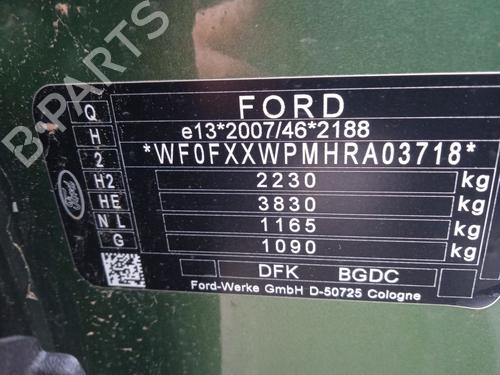 B-PARTS
Q
FORD
H
e13*2007/46*2188
2
*WF0FXXWPMHRA03718*
H2
2230 kg
HE
3830 kg
N L
1165 kg
G
1090 kg
Ford
DFK BGDC
Ford-Werke GmbH D-50725 Cologne